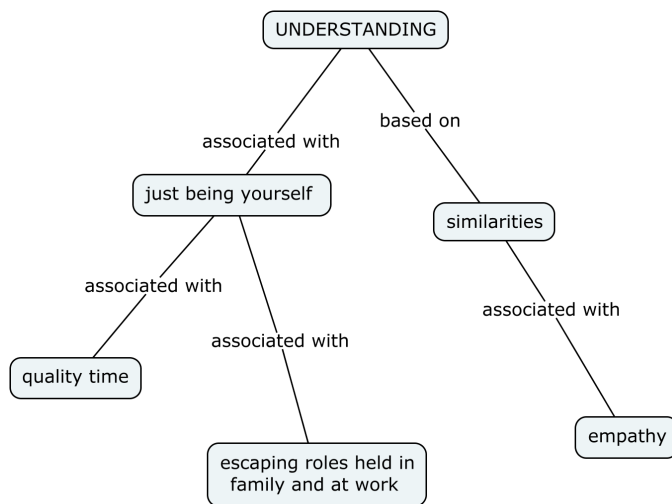 UNDERSTANDING
based on
associated with
just being yourself
similarities
associated with
associated with
associated with
quality time
escaping roles held in
family and at work
empathy